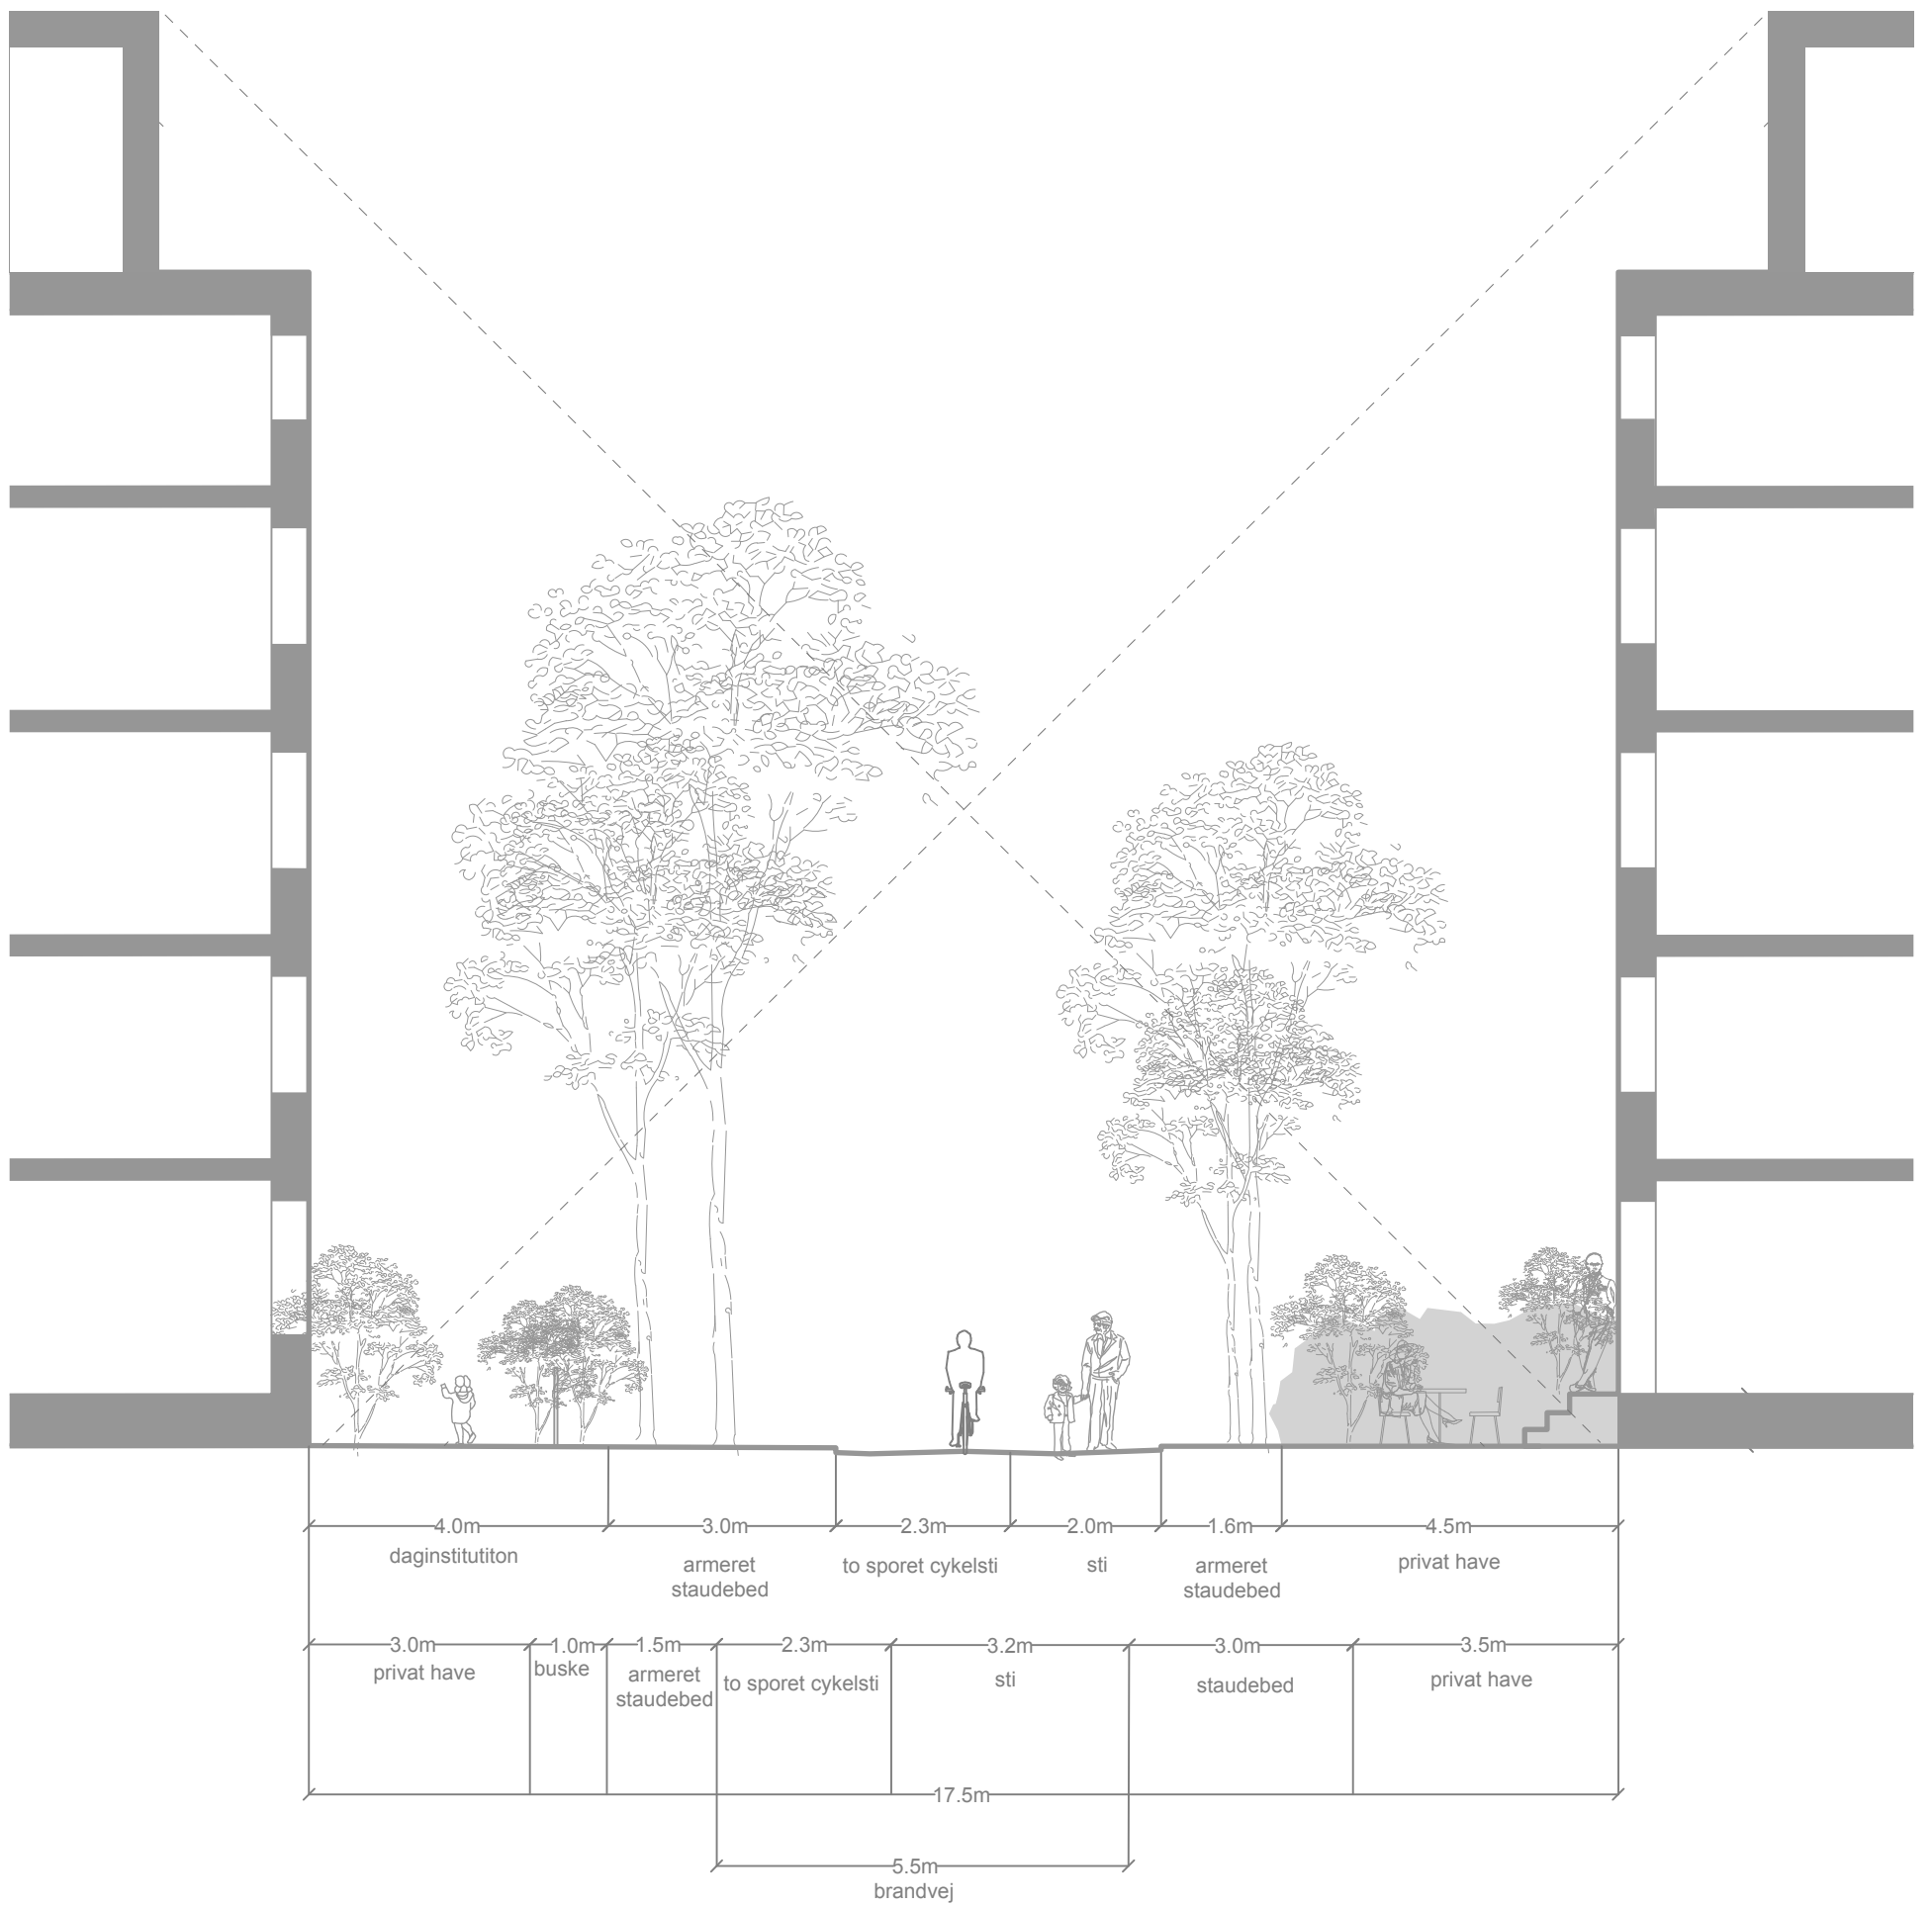 4.0m 3.0m 2.3m 2.0m 1.6m 4.5m
daginstitutiton
armeret
staudebed
to sporet cykelsti
sti
armeret
staudebed
privat have
3.0m 1.0m 1.5m 2.3m 3.2m 3.0m 3.5m
privat have
buske
armeret
staudebed
to sporet cykelsti
sti
staudebed
privat have
17.5m
5.5m
brandvej